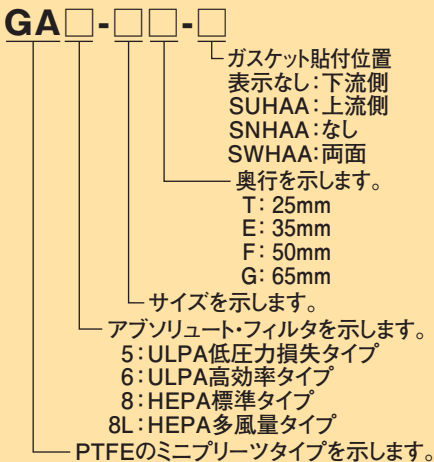 GA□-□□-□
ガスケット貼付位置
表示なし：下流側
SUHAA：上流側
SNHAA：なし
SWHAA：両面
奥行を示します。
T：25mm
E：35mm
F：50mm
G：65mm
サイズを示します。
アブソリュート・フィルタを示します。
5：ULPA低圧力損失タイプ
6：ULPA高効率タイプ
8：HEPA標準タイプ
8L：HEPA多風量タイプ
PTFEのミニプリーツタイプを示します。